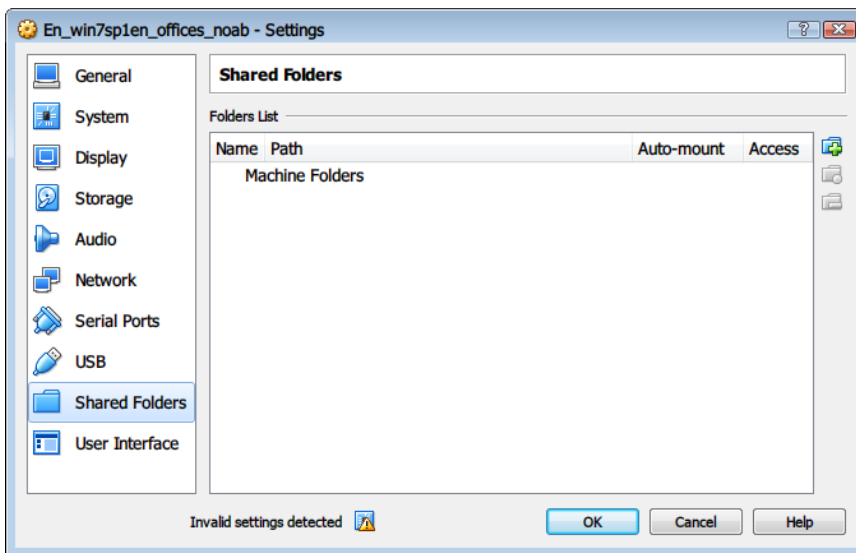 En_win7sp1en_offices_noab - Settings
General
System
Display
Storage
Audio
Network
Serial Ports
USB
Shared Folders
User Interface
Shared Folders
Folders List
Name Path Auto-mount Access
Machine Folders
Invalid settings detected
OK Cancel Help